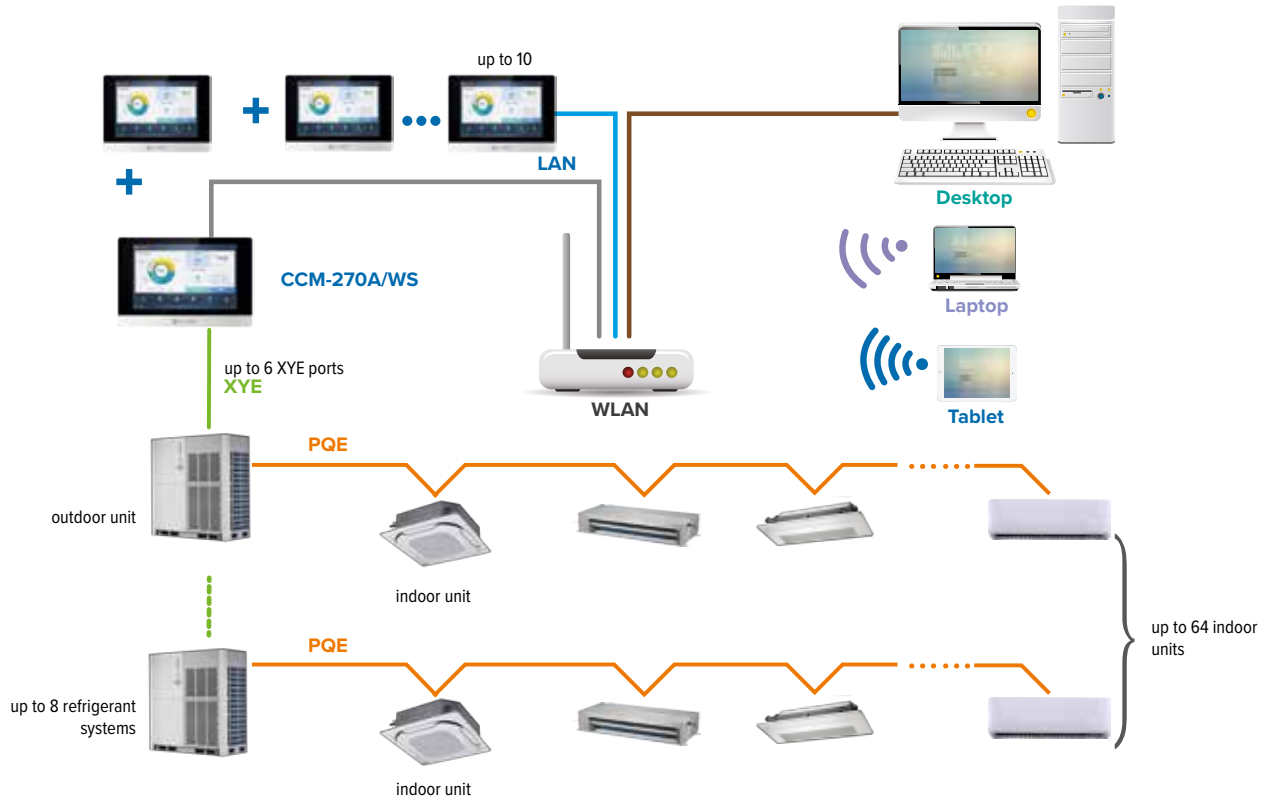 up to 10
LAN
Desktop
CCM-270A/WS
Laptop
up to 6 XYE ports
XYE
WLAN
Tablet
PQE
outdoor unit
indoor unit
up to 64 indoor
units
PQE
up to 8 refrigerant
systems
indoor unit